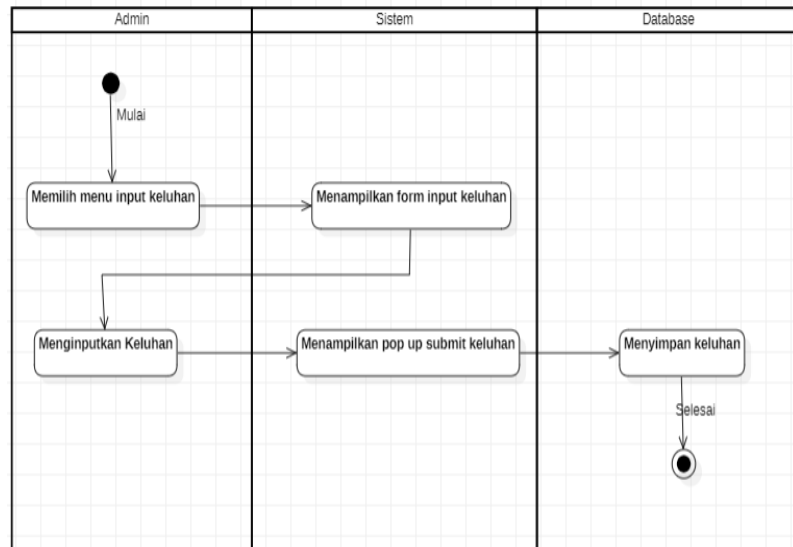 Admin
Sistem
Database
Mulai
Memilih menu input keluhan
Menampilkan form input keluhan
Menginputkan Keluhan
Menampilkan pop up submit keluhan
Menyimpan keluhan
Selesai